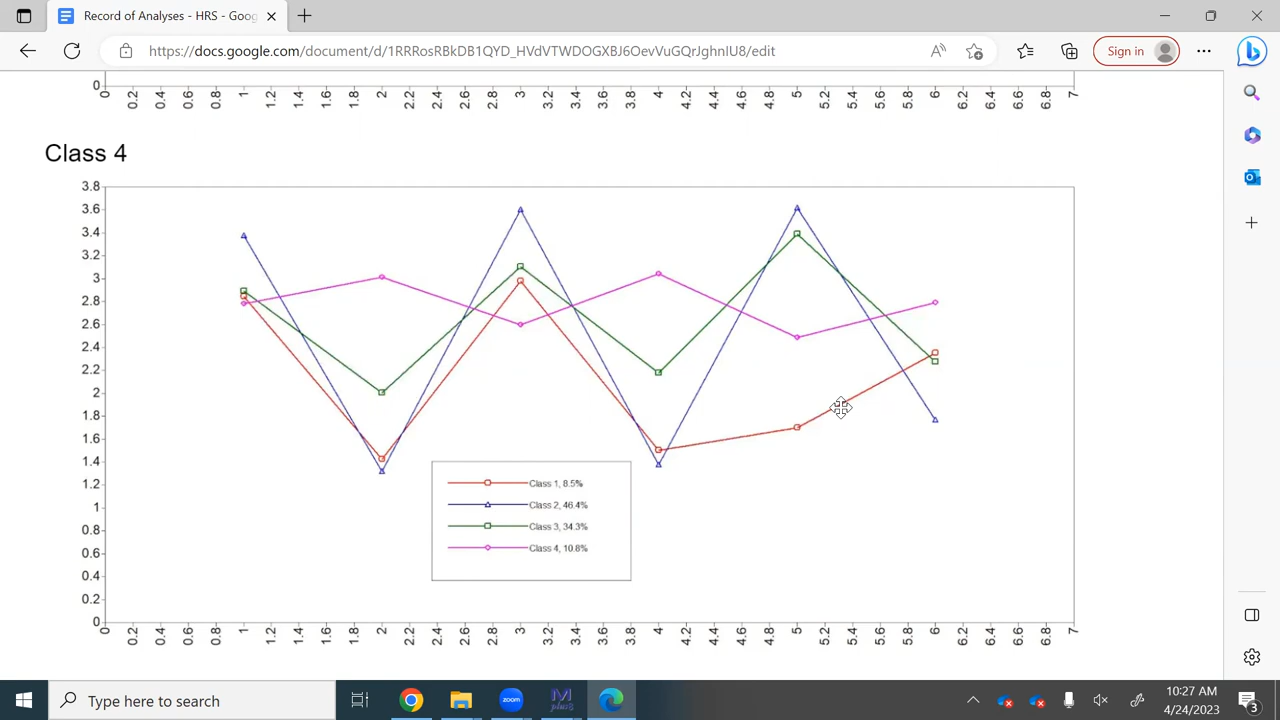 Record of Analyses - HRS - Goog
https://docs.google.com/document/d/1RRRosRBkDB1QYD_HVdVTWDOGXBJ6OevVuGQrJghnIU8/edit
Sign in
0
0 0.2 0.4 0.6 0.8 1 1.2 1.4 1.6 1.8 2 2.2 2.4 2.6 2.8 3 3.2 3.4 3.6 3.8 4 4.2 4.4 4.6 4.8 5 5.2 5.4 5.6 5.8 6 6.2 6.4 6.6 6.8 7
Class 4
3.8
3.6
3.4
3.2
3
2.8
2.6
2.4
2.2
2
1.8
1.6
1.4
1.2
1
0.8
0.6
0.4
0.2
0
Class 1, 8.5%
Class 2, 46.4%
Class 3, 34.3%
Class 4, 10.8%
0 0.2 0.4 0.6 0.8 1 1.2 1.4 1.6 1.8 2 2.2 2.4 2.6 2.8 3 3.2 3.4 3.6 3.8 4 4.2 4.4 4.6 4.8 5 5.2 5.4 5.6 5.8 6 6.2 6.4 6.6 6.8 7
Type here to search
zoom
M
plus8
10:27 AM
4/24/2023
3